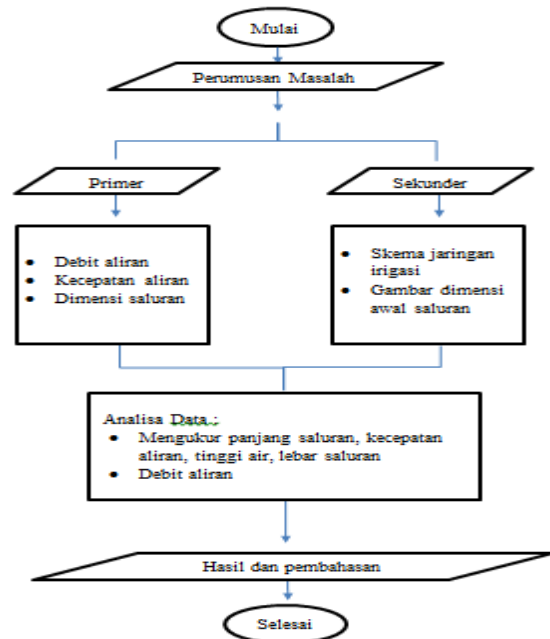 Mulai
Perumusan Masalah
Primer
Sekunder
• Debit aliran
• Kecepatan aliran
• Dimensi saluran
• Skema jaringan
irigasi
• Gambar dimensi
awal saluran
Analisa Data :
• Mengukur panjang saluran, kecepatan
aliran, tinggi air, lebar saluran
• Debit aliran
Hasil dan pembahasan
Selesai